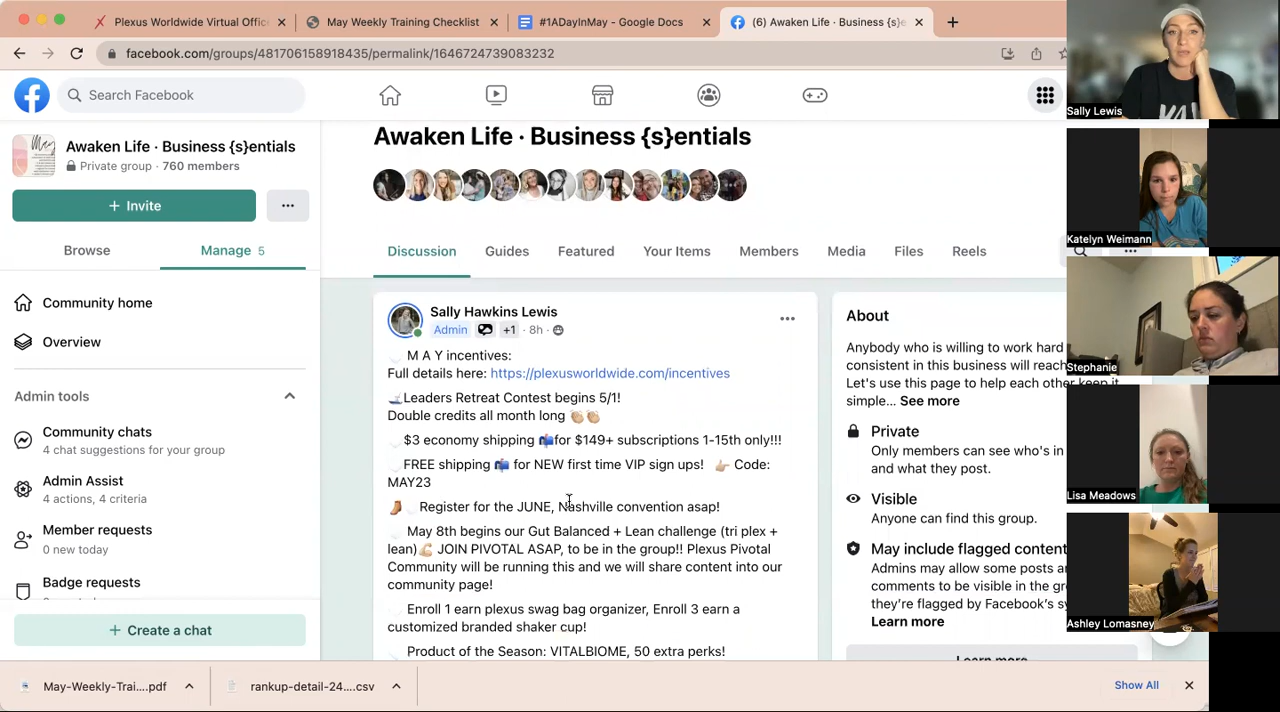 Plexus Worldwide Virtual Offic
May Weekly Training Checklist
#1ADayInMay - Google Docs
(6) Awaken Life · Business {s}e
facebook.com/groups/481706158918435/permalink/1646724739083232
Search Facebook
Awaken Life · Business {s}entials
Private group · 760 members
+ Invite
Browse
Manage 5
Community home
Overview
Admin tools
Community chats
4 chat suggestions for your group
Admin Assist
4 actions, 4 criteria
Member requests
0 new today
Badge requests
+ Create a chat
Awaken Life · Business {s}entials
Discussion
Guides
Featured
Your Items
Members
Media
Files
Reels
Sally Hawkins Lewis
Admin +1 · 8h ·
M A Y incentives:
Full details here: https://plexusworldwide.com/incentives
Leaders Retreat Contest begins 5/1!
Double credits all month long
$3 economy shipping for $149+ subscriptions 1-15th only!!!
FREE shipping for NEW first time VIP sign ups! Code:
MAY23
Register for the JUNE, Nashville convention asap!
May 8th begins our Gut Balanced + Lean challenge (tri plex +
lean) JOIN PIVOTAL ASAP, to be in the group!! Plexus Pivotal
Community will be running this and we will share content into our
community page!
Enroll 1 earn plexus swag bag organizer, Enroll 3 earn a
customized branded shaker cup!
Product of the Season: VITALBIOME, 50 extra perks!
About
Anybody who is willing to work hard
consistent in this business will reach
Let's use this page to help each other keep it
simple... See more
Private
Only members can see who's in
and what they post.
Visible
Anyone can find this group.
May include flagged content
Admins may allow some posts a
comments to be visible in the gr
they're flagged by Facebook's sy
Learn more
Learn more
Sally Lewis
Katelyn Weimann
Stephanie
Lisa Meadows
Ashley Lomasney
May-Weekly-Trai....pdf
rankup-detail-24....csv
Show All